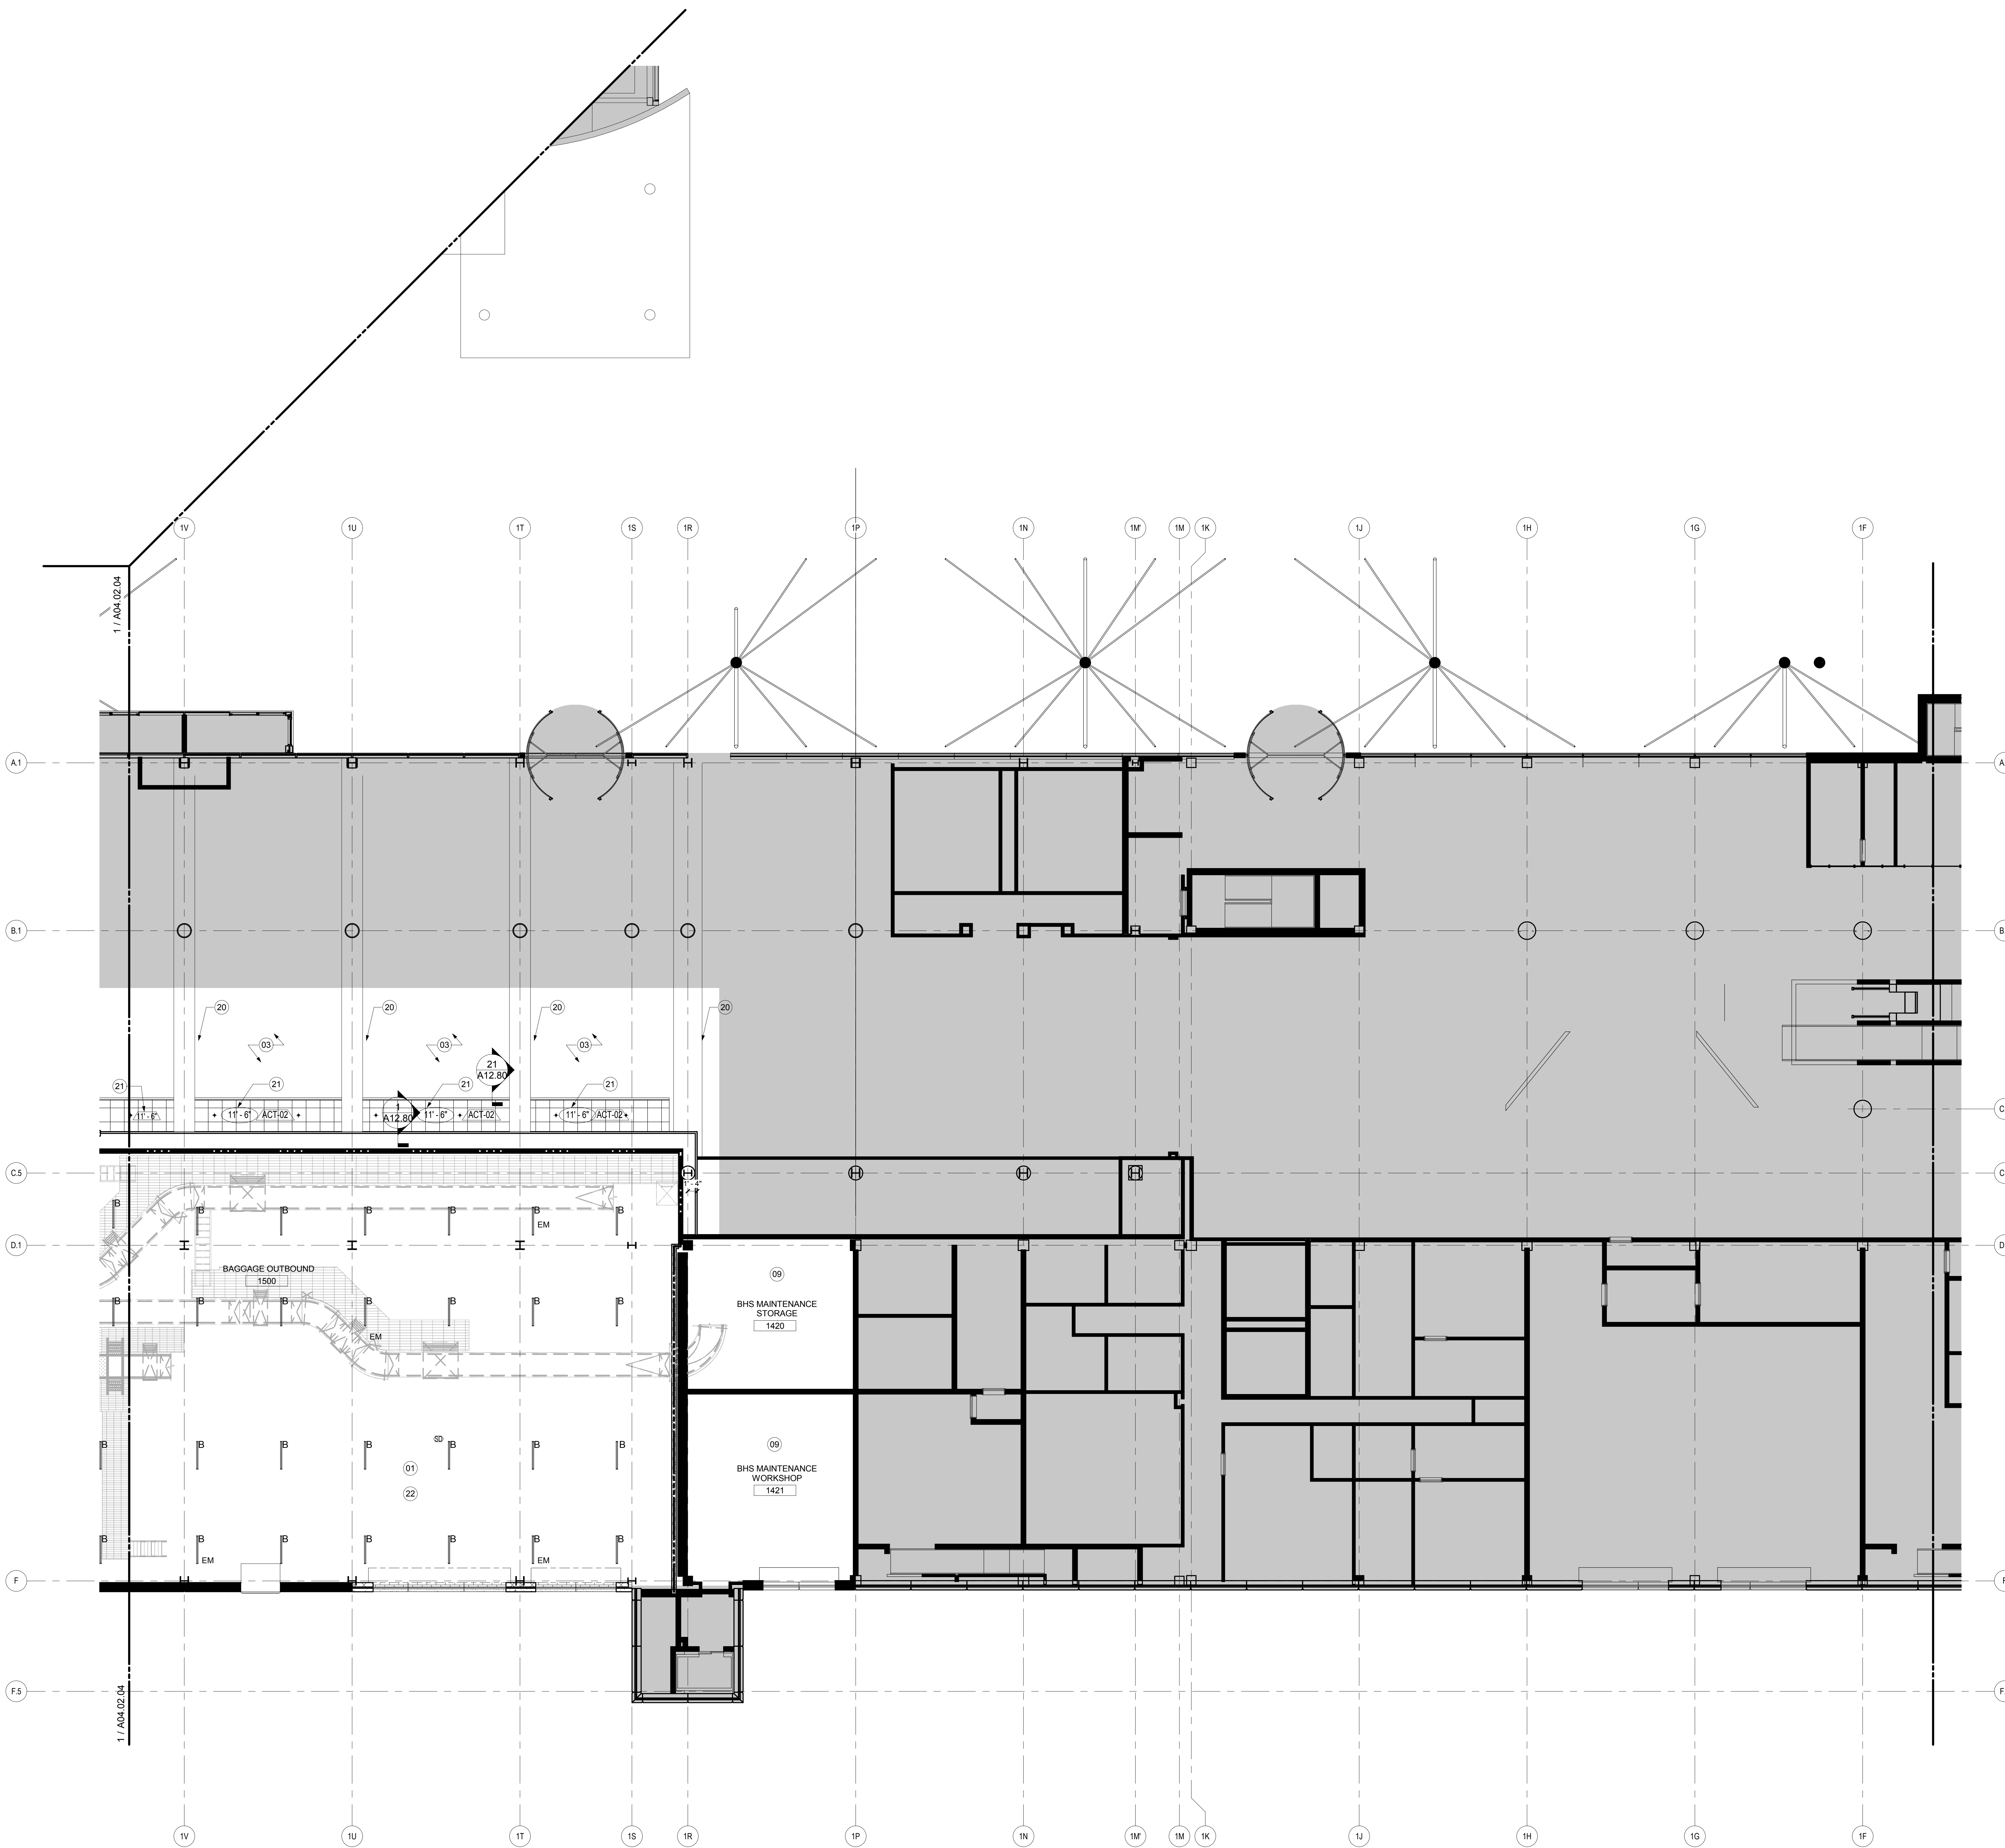 1V 1U 1T 1S 1R 1P 1N 1M' 1M 1K 1J 1H 1G 1F
1 / A04.02.04
A.1
A
B.1
B
20 20 20 20
03 03 03
21
A12.80
21 21 21 21
1
A12.80
11' - 6" 11' - 6" ACT-02 11' - 6" ACT-02 11' - 6" ACT-02
C
C.5
C
1' - 4"
B B B B B B B
EM
D.1
D
BAGGAGE OUTBOUND
1500
09
BHS MAINTENANCE
STORAGE
1420
B B B B B B B
EM
SD
B B B B B B B
01
22
09
BHS MAINTENANCE
WORKSHOP
1421
B B B B B B B
EM EM
F
F
F.5
F
1 / A04.02.04
1V 1U 1T 1S 1R 1P 1N 1M' 1M 1K 1J 1H 1G 1F